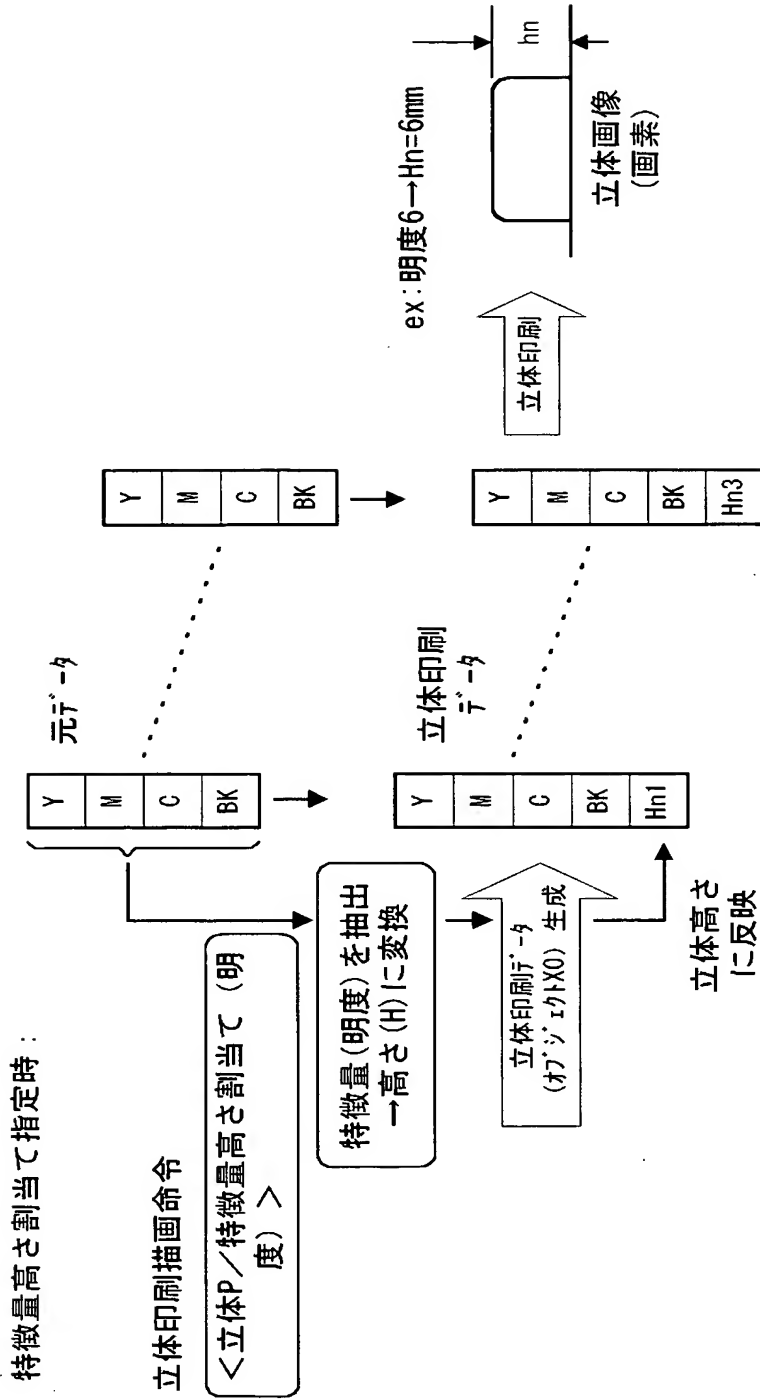 特徴量高さ割当て指定時：
立体印刷描画命令
＜立体P／特徴量高さ割当て（明
度）＞
特徴量(明度)を抽出
→高さ(H)に変換
立体印刷ﾃﾞｰﾀ
(ｵﾌﾞｼﾞｪｸﾄXO) 生成
立体高さ
に反映
元ﾃﾞｰﾀ
Y
M
C
BK
Y
M
C
BK
立体印刷
ﾃﾞｰﾀ
Y
M
C
BK
Hn1
Y
M
C
BK
Hn3
立体印刷
ex：明度6→Hn=6mm
hn
立体画像
(画素)